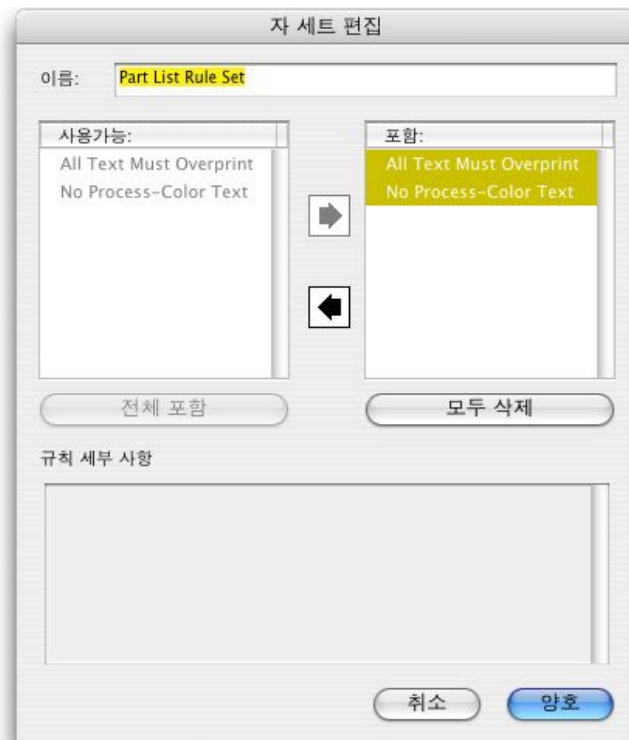 자 세트 편집
이름: Part List Rule Set
사용가능:
All Text Must Overprint
No Process-Color Text
전체 포함
포함:
All Text Must Overprint
No Process-Color Text
모두 삭제
규칙 세부 사항
취소 양호